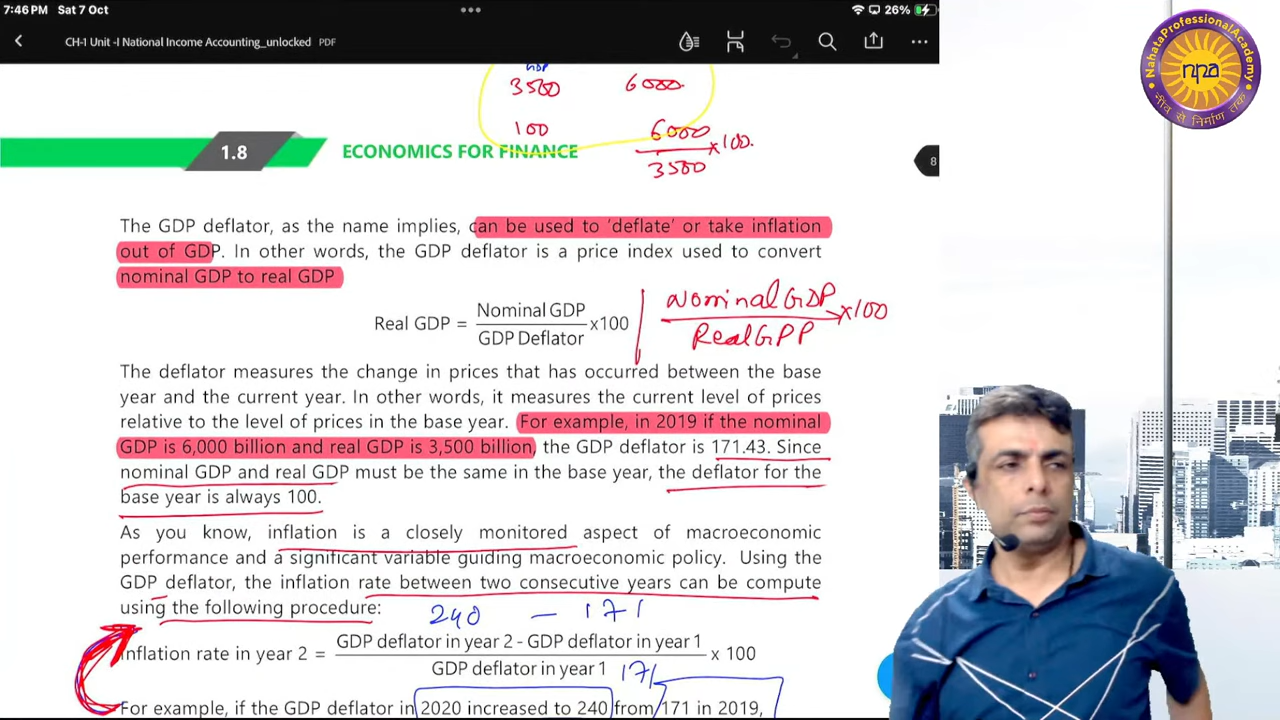 7:46 PM Sat 7 Oct
26%
CH-1 Unit -I National Income Accounting_unlocked PDF
NahataProfessionalAcademy
npa
नींव से निर्माण तक
GDP
3500 6000
100 6000
x100.
3500
1.8 ECONOMICS FOR FINANCE
8
The GDP deflator, as the name implies, can be used to ‘deflate’ or take inflation
out of GDP. In other words, the GDP deflator is a price index used to convert
nominal GDP to real GDP
Real GDP = Nominal GDP
GDP Deflator x100
Nominal GDP
Real GDP x100
The deflator measures the change in prices that has occurred between the base
year and the current year. In other words, it measures the current level of prices
relative to the level of prices in the base year. For example, in 2019 if the nominal
GDP is 6,000 billion and real GDP is 3,500 billion, the GDP deflator is 171.43. Since
nominal GDP and real GDP must be the same in the base year, the deflator for the
base year is always 100.
As you know, inflation is a closely monitored aspect of macroeconomic
performance and a significant variable guiding macroeconomic policy. Using the
GDP deflator, the inflation rate between two consecutive years can be compute
using the following procedure:
240 – 171
Inflation rate in year 2 = GDP deflator in year 2 - GDP deflator in year 1
GDP deflator in year 1 x 100
171
For example, if the GDP deflator in 2020 increased to 240 from 171 in 2019,